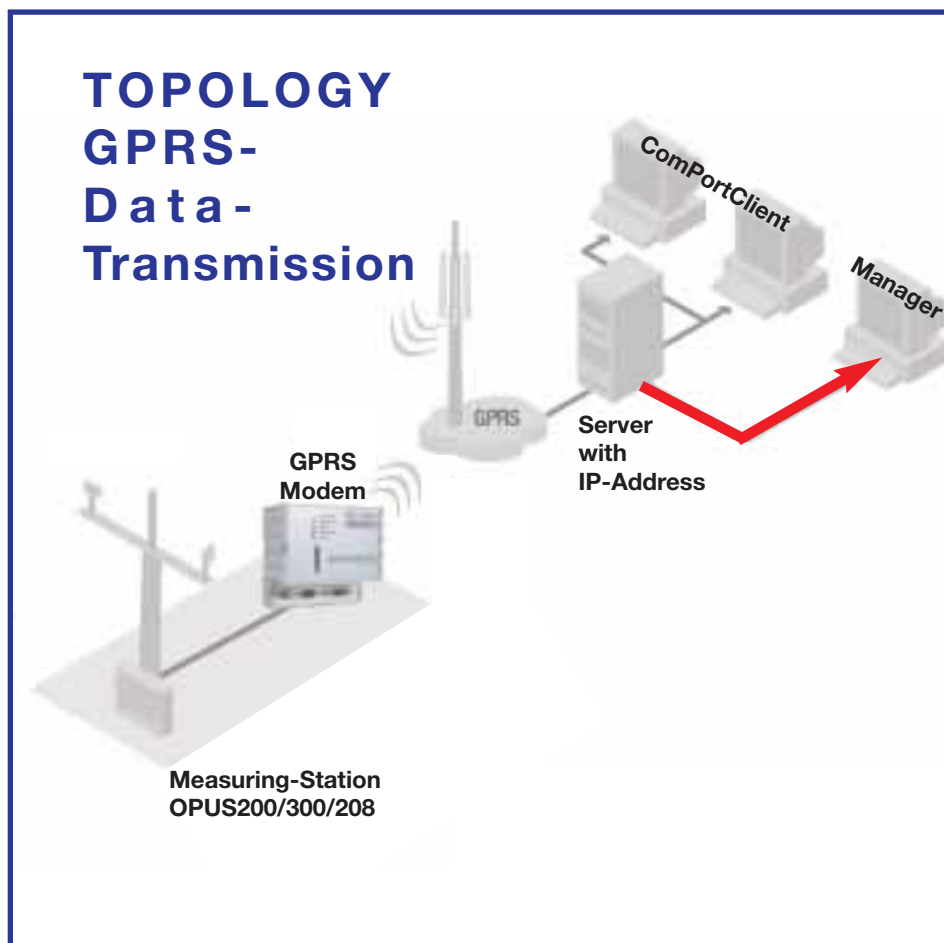 TOPOLOGY
GPRS-
Data-
Transmission
ComPortClient
Manager
GPRS
Server
with
IP-Address
GPRS
Modem
Measuring-Station
OPUS200/300/208